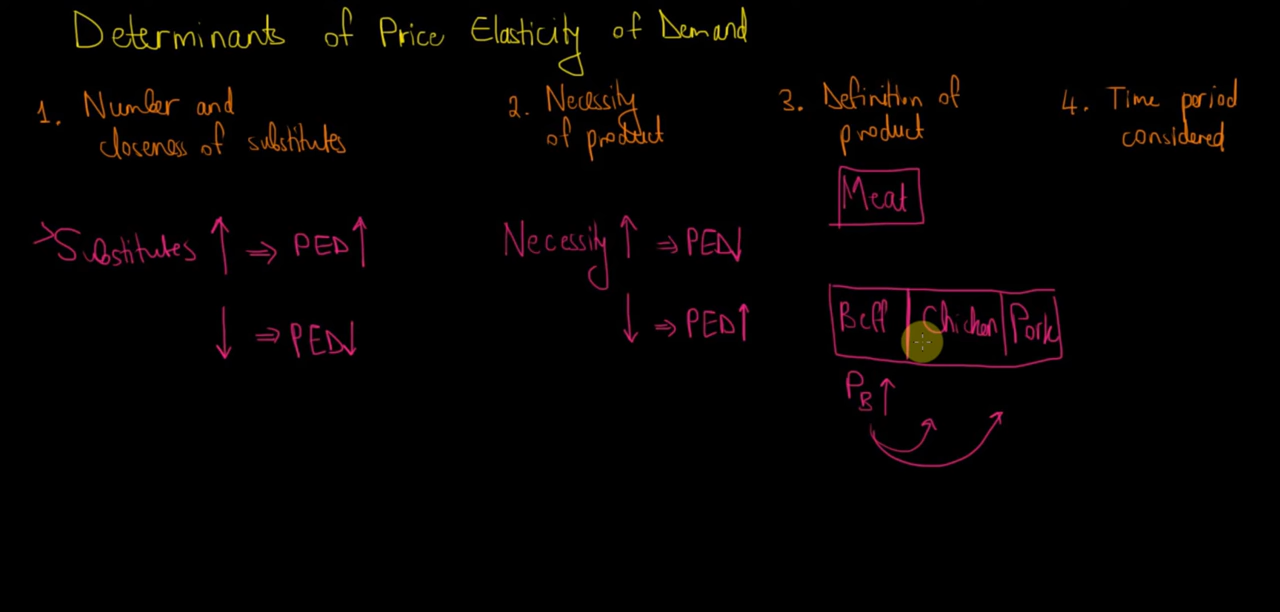 Determinants of Price Elasticity of Demand
1. Number and
closeness of substitutes
2. Necessity
of product
3. Definition of
product
4. Time period
considered
Substitutes ↑ ⇒ PED ↑
↓ ⇒ PED ↓
Necessity ↑ ⇒ PED ↓
↓ ⇒ PED ↑
Meat
Beff Chicken Pork
PB ↑